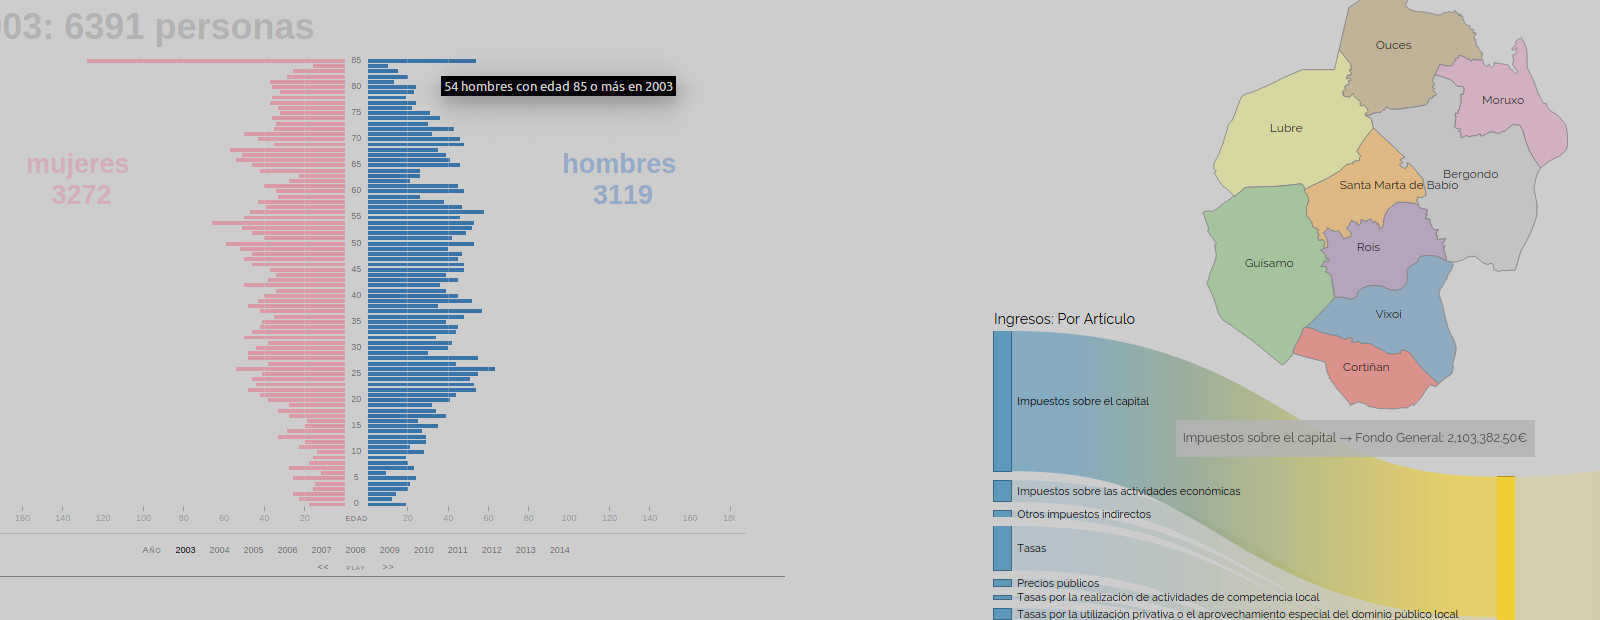 03: 6391 personas
mujeres
3272
hombres
3119
54 hombres con edad 85 o más en 2003
85
80
75
70
65
60
55
50
45
40
35
30
25
20
15
10
5
0
160 140 120 100 80 60 40 20 EDAD 20 40 60 80 100 120 140 160 18
AÑO 2003 2004 2005 2006 2007 2008 2009 2010 2011 2012 2013 2014
<< PLAY >>
Ouces
Moruxo
Lubre
Bergondo
Santa Marta de Babío
Rois
Guísamo
Vixoi
Cortiñán
Ingresos: Por Artículo
Impuestos sobre el capital
Impuestos sobre el capital → Fondo General: 2,103,382.50€
Impuestos sobre las actividades económicas
Otros impuestos indirectos
Tasas
Precios públicos
Tasas por la realización de actividades de competencia local
Tasas por la utilización privativa o el aprovechamiento especial del dominio público local